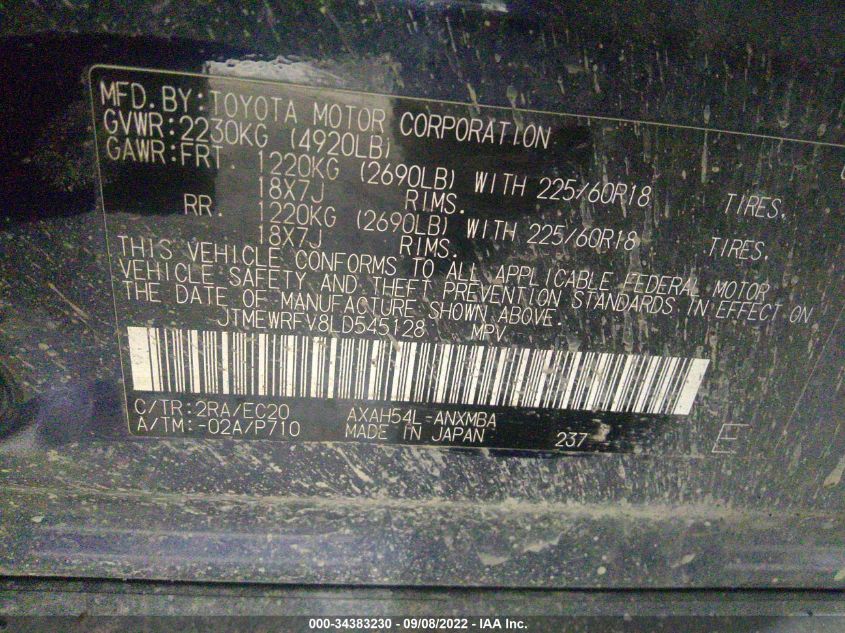 MFD.BY:TOYOTA MOTOR CORPORATION
GVWR:2230KG (4920LB)
GAWR:FRT. 1220KG (2690LB) WITH 225/60R18 TIRES.
18X7J RIMS.
RR. 1220KG (2690LB) WITH 225/60R18 TIRES.
18X7J RIMS.
THIS VEHICLE CONFORMS TO ALL APPLICABLE FEDERAL MOTOR
VEHICLE SAFETY AND THEFT PREVENTION STANDARDS IN EFFECT ON
THE DATE OF MANUFACTURE SHOWN ABOVE.
JTMEWRFV8LD545128 MPV
C/TR:2RA/EC20 AXAH54L-ANXMBA
A/TM:-02A/P710 MADE IN JAPAN 237 E
000-34383230 - 09/08/2022 - IAA Inc.